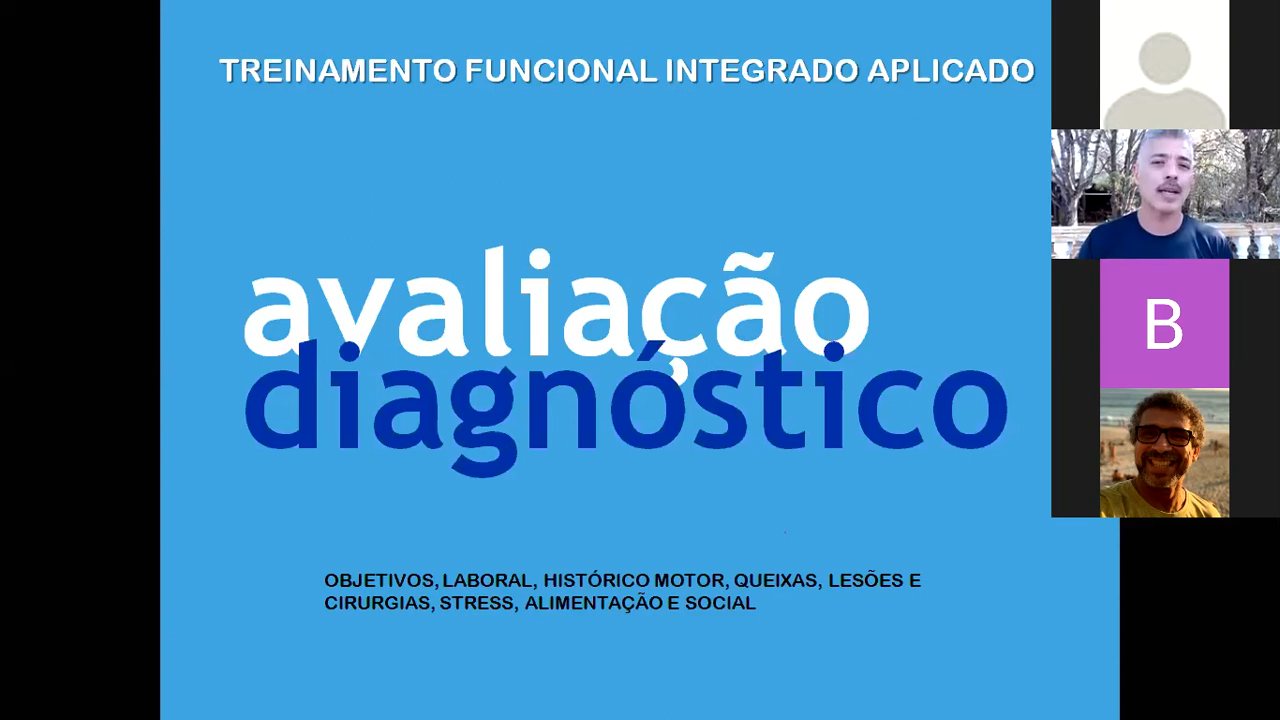 TREINAMENTO FUNCIONAL INTEGRADO APLICADO
avaliação
diagnóstico
OBJETIVOS, LABORAL, HISTÓRICO MOTOR, QUEIXAS, LESÕES E
CIRURGIAS, STRESS, ALIMENTAÇÃO E SOCIAL
B